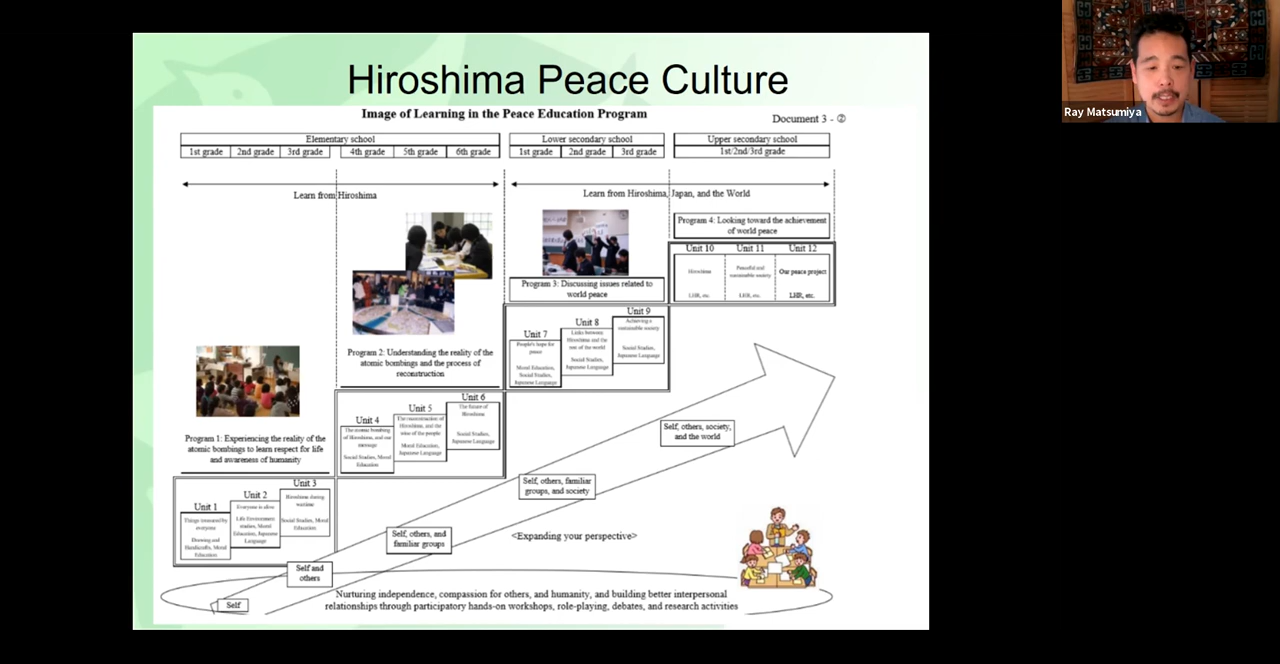 Hiroshima Peace Culture
Image of Learning in the Peace Education Program
Document 3 - ②
Elementary school
Lower secondary school
Upper secondary school
1st grade
2nd grade
3rd grade
4th grade
5th grade
6th grade
1st grade
2nd grade
3rd grade
1st/2nd/3rd grade
Learn from Hiroshima
Learn from Hiroshima, Japan, and the World
Program 4: Looking toward the achievement
of world peace
Unit 10
Unit 11
Unit 12
Hiroshima
Peaceful and
sustainable society
Our peace project
LHR, etc.
LHR, etc.
LHR, etc.
Program 3: Discussing issues related to
world peace
Unit 7
Unit 8
Unit 9
People's hope for
peace
Moral Education,
Social Studies,
Japanese Language
Links between
Hiroshima and the
rest of the world
Social Studies,
Japanese Language
Achieving a
sustainable society
Social Studies,
Japanese Language
Program 2: Understanding the reality of the
atomic bombings and the process of
reconstruction
Unit 4
Unit 5
Unit 6
The atomic bombing
of Hiroshima, and our
message
Social Studies, Moral
Education
The reconstruction of
Hiroshima, and the
of the people
Moral Education,
Japanese Language
The future of
Hiroshima
Social Studies,
Japanese Language
Program 1: Experiencing the reality of the
atomic bombings to learn respect for life
and awareness of humanity
Unit 1
Unit 2
Unit 3
Things treasured by
everyone
Drawing and
Handicrafts, Moral
Education
Everyone is alive
Life Environment
studies, Moral
Education, Japanese
Language
Hiroshima during
wartime
Social Studies, Moral
Education
Self, others, society,
and the world
Self, others, familiar
groups, and society
Self, others, and
familiar groups
Self and
others
Self
<Expanding your perspective>
Nurturing independence, compassion for others, and humanity, and building better interpersonal
relationships through participatory hands-on workshops, role-playing, debates, and research activities
Ray Matsumiya